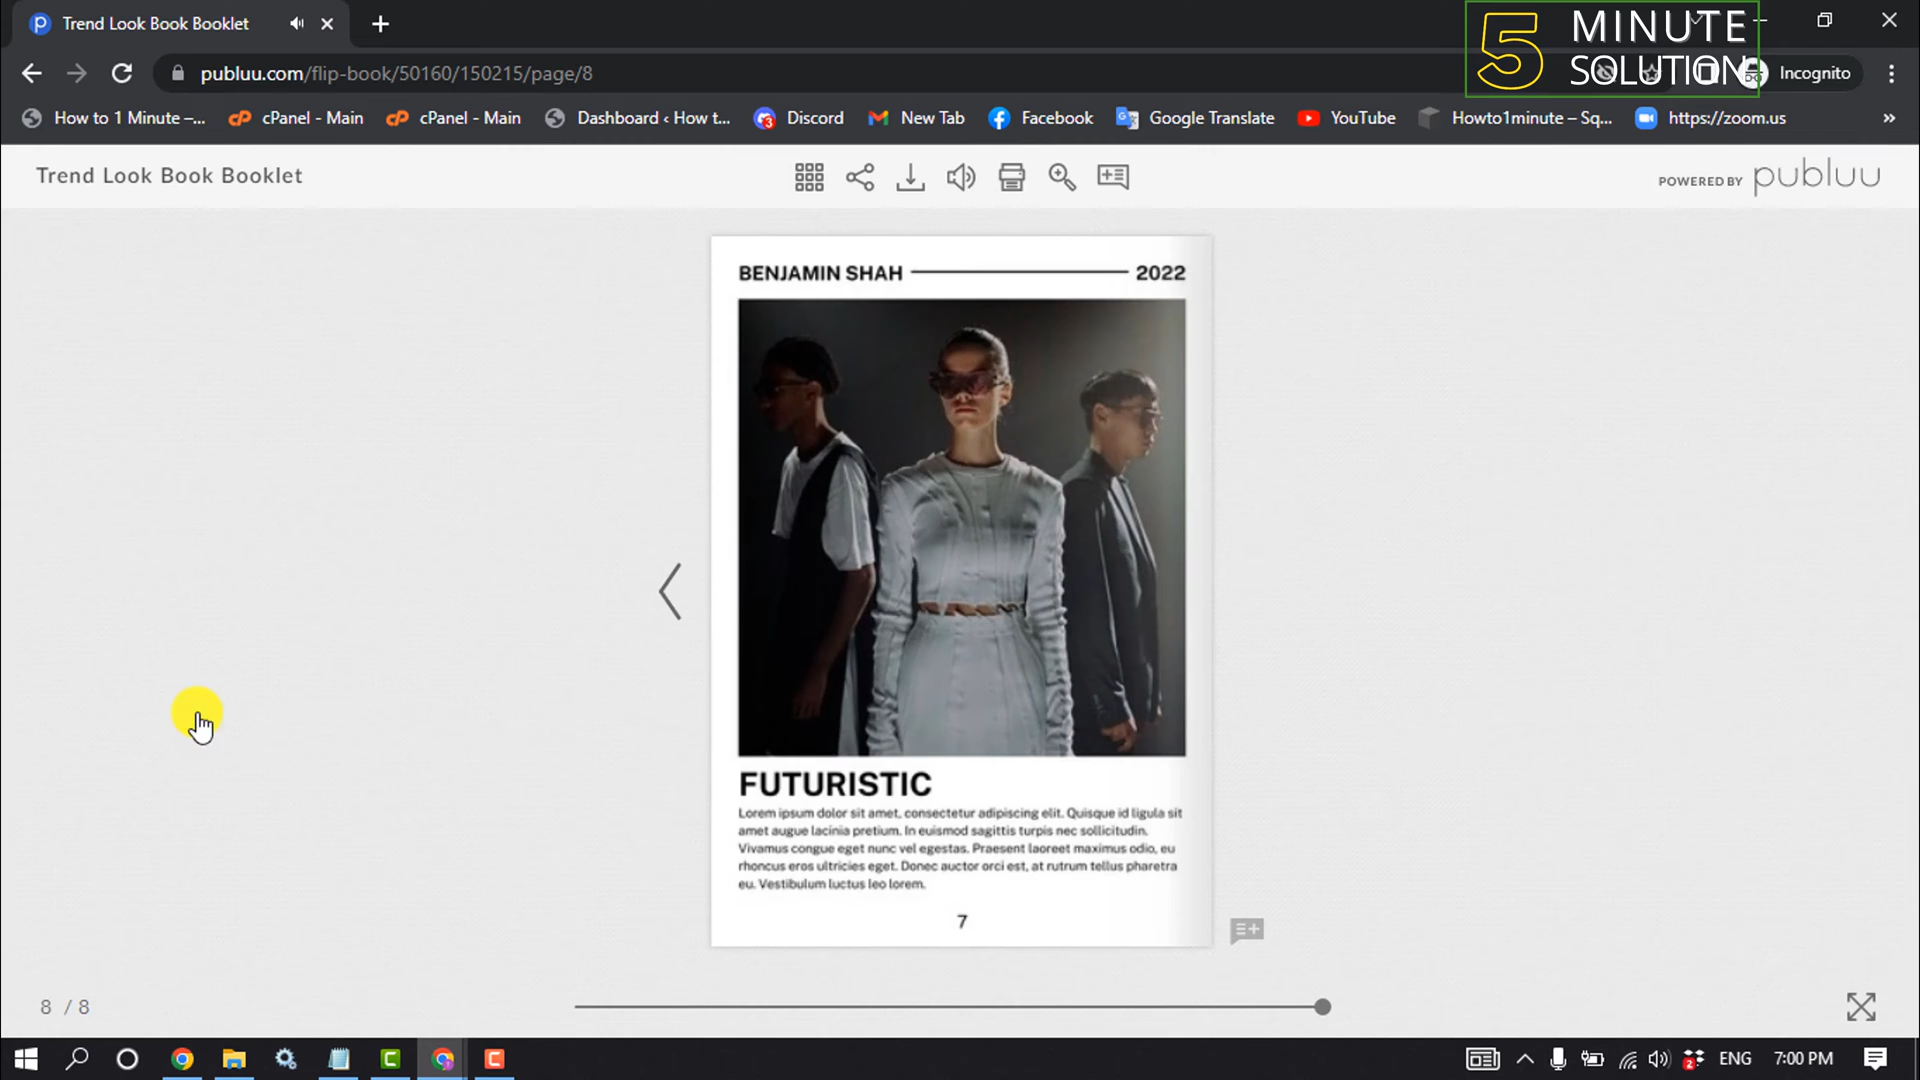 Trend Look Book Booklet
5 MINUTE SOLUTION
publuu.com/flip-book/50160/150215/page/8
Incognito
How to 1 Minute –...
cPanel - Main
cPanel - Main
Dashboard ‹ How t...
3
Discord
New Tab
Facebook
Google Translate
YouTube
Howto1minute – Sq...
https://zoom.us
»
Trend Look Book Booklet
POWERED BY publuu
BENJAMIN SHAH 2022
FUTURISTIC
Lorem ipsum dolor sit amet, consectetur adipiscing elit. Quisque id ligula sit
amet augue lacinia pretium. In euismod sagittis turpis nec sollicitudin.
Vivamus congue eget nunc vel egestas. Praesent laoreet maximus odio, eu
rhoncus eros ultricies eget. Donec auctor orci est, at rutrum tellus pharetra
eu. Vestibulum luctus leo lorem.
7
8 / 8
2
ENG
7:00 PM